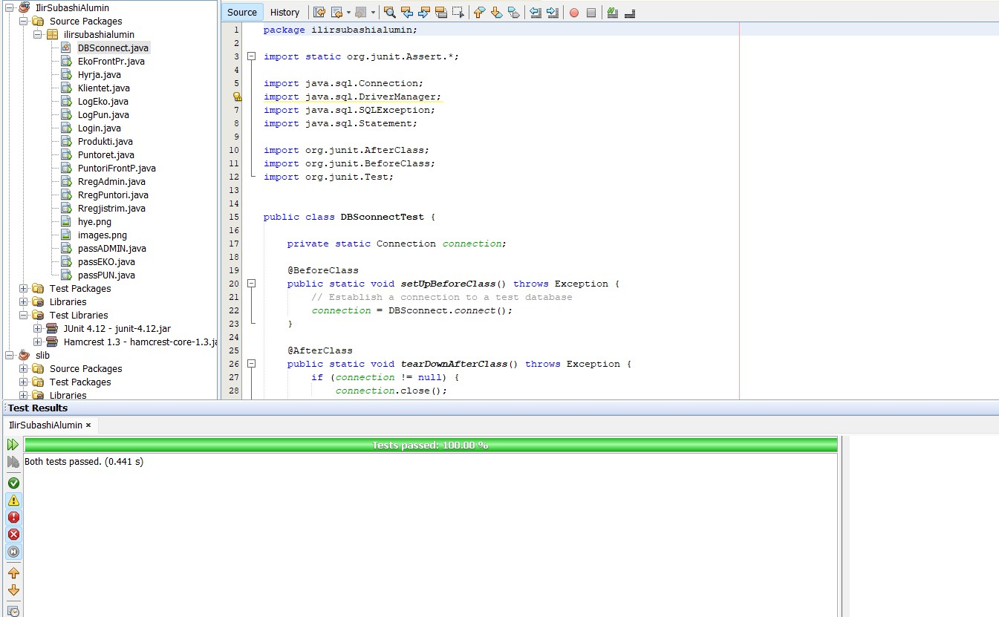 IlirSubashiAlumin
Source Packages
ilirsubashialumin
DBSconnect.java
EkoFrontPr.java
Hyrja.java
Klientet.java
LogEko.java
LogPun.java
Login.java
Produkti.java
Puntoret.java
PuntoriFrontP.java
RregAdmin.java
RregPuntori.java
Rregjistrim.java
hye.png
images.png
passADMIN.java
passEKO.java
passPUN.java
Test Packages
Libraries
Test Libraries
JUnit 4.12 - junit-4.12.jar
Hamcrest 1.3 - hamcrest-core-1.3.ja
slib
Source Packages
Test Packages
Libraries
Source History
1 package ilirsubashialumin;
2
3 import static org.junit.Assert.*;
4
5 import java.sql.Connection;
import java.sql.DriverManager;
7 import java.sql.SQLException;
8 import java.sql.Statement;
9
10 import org.junit.AfterClass;
11 import org.junit.BeforeClass;
12 import org.junit.Test;
13
14
15 public class DBSconnectTest {
16
17 private static Connection connection;
18
19 @BeforeClass
20 public static void setUpBeforeClass() throws Exception {
21 // Establish a connection to a test database
22 connection = DBSconnect.connect();
23 }
24
25 @AfterClass
26 public static void tearDownAfterClass() throws Exception {
27 if (connection != null) {
28 connection.close();
Test Results
IlirSubashiAlumin ×
Tests passed: 100.00 %
Both tests passed. (0.441 s)